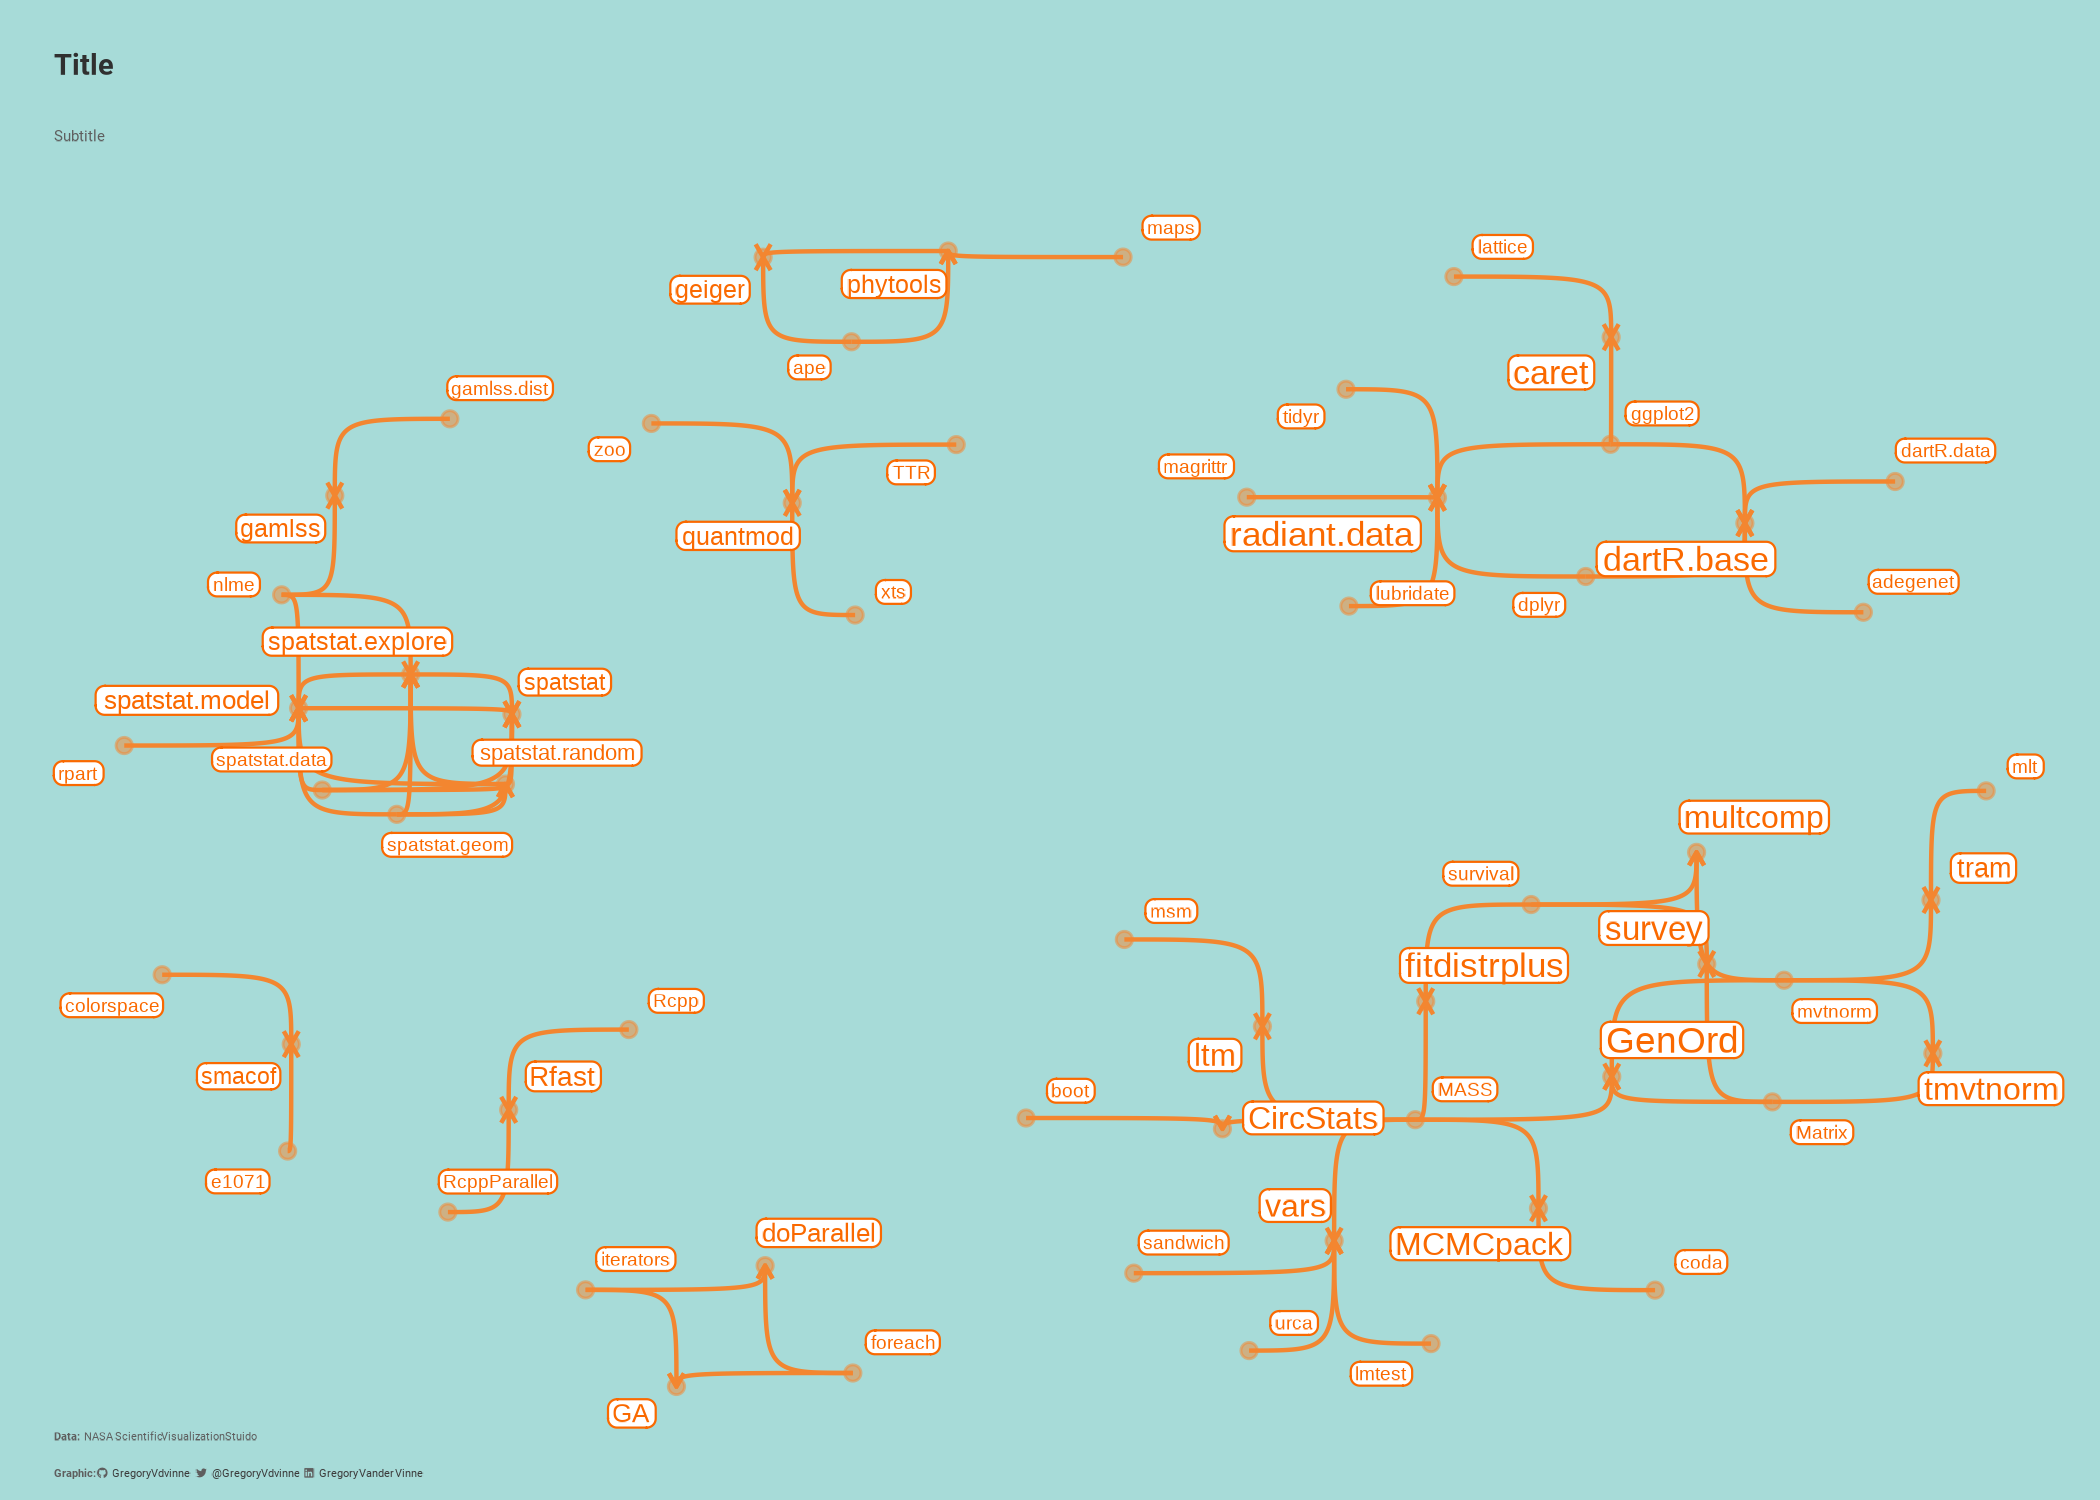 Title
Subtitle
maps
lattice
geiger
phytools
ape
caret
gamlss.dist
tidyr
ggplot2
zoo
TTR
magrittr
dartR.data
gamlss
quantmod
radiant.data
dartR.base
nlme
xts
lubridate
dplyr
adegenet
spatstat.explore
spatstat
spatstat.model
spatstat.data
spatstat.random
rpart
mlt
spatstat.geom
multcomp
survival
tram
msm
survey
fitdistrplus
colorspace
Rcpp
mvtnorm
GenOrd
ltm
smacof
Rfast
boot
MASS
tmvtnorm
CircStats
Matrix
e1071
RcppParallel
vars
doParallel
iterators
sandwich
MCMCpack
coda
urca
foreach
lmtest
GA
Data: NASA ScientificVisualizationStuido
Graphic: GregoryVdvinne @GregoryVdvinne GregoryVanderVinne